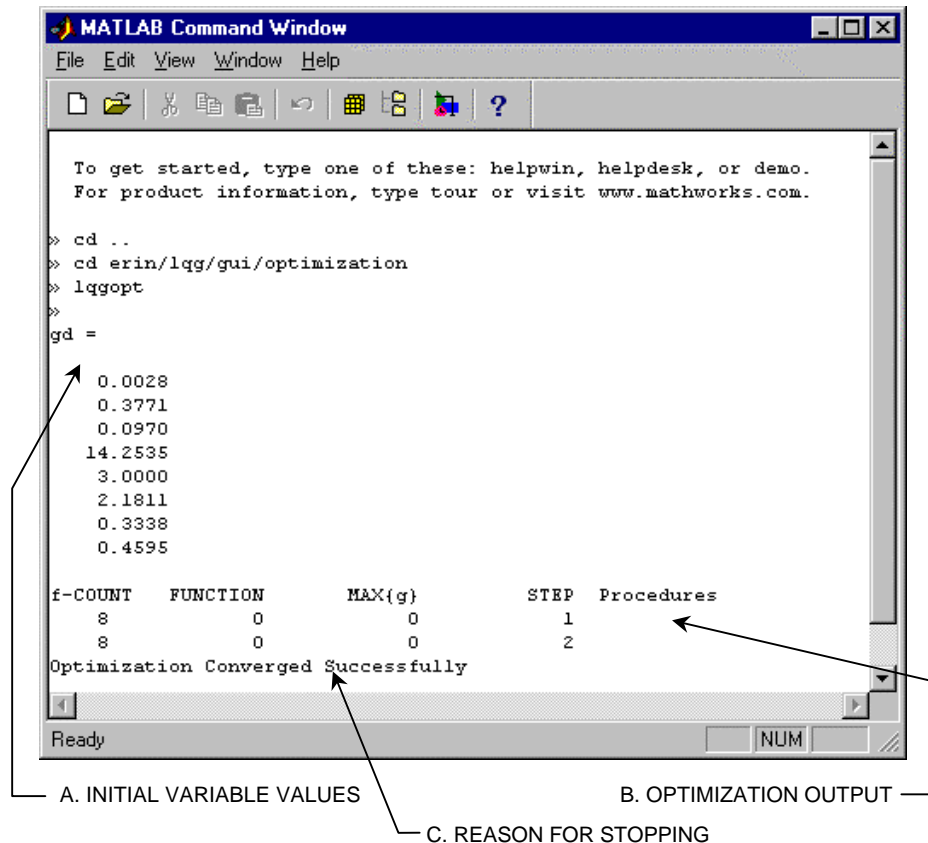 MATLAB Command Window
File Edit View Window Help
?
To get started, type one of these: helpwin, helpdesk, or demo.
For product information, type tour or visit www.mathworks.com.
» cd ..
» cd erin/lqg/gui/optimization
» lqgopt
»
gd =
0.0028
0.3771
0.0970
14.2535
3.0000
2.1811
0.3338
0.4595
f-COUNT FUNCTION MAX{g} STEP Procedures
8 0 0 1
8 0 0 2
Optimization Converged Successfully
Ready NUM
A. INITIAL VARIABLE VALUES B. OPTIMIZATION OUTPUT
C. REASON FOR STOPPING